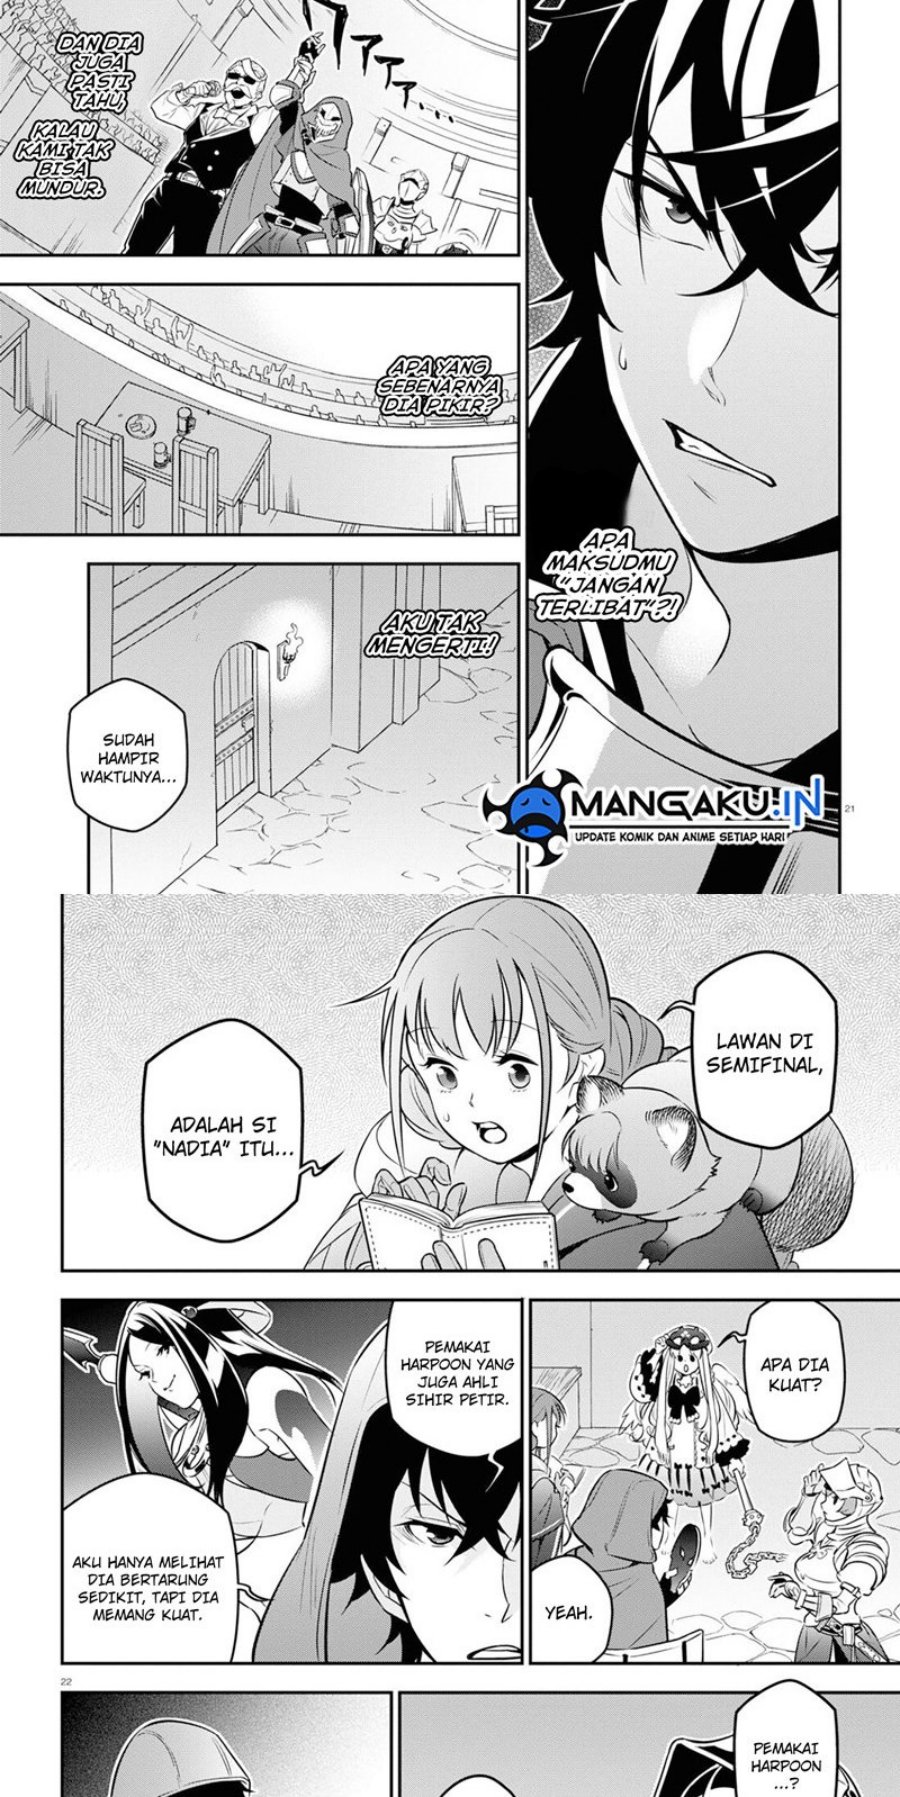 DAN DIA
JUGA
PASTI
TAHU,
KALAU
KAMI TAK
BISA
MUNDUR.
ァァァ...
APA YANG
SEBENARNYA
DIA PIKIR?
APA
MAKSUDMU
"JANGAN
TERLIBAT"?!
AKU TAK
MENGERTI!
SUDAH
HAMPIR
WAKTUNYA...
MANGAKU.IN
UPDATE KOMIK DAN ANIME SETIAP HARI
21
LAWAN DI
SEMIFINAL,
ADALAH SI
"NADIA" ITU...
APA DIA
KUAT?
YEAH.
PEMAKAI
HARPOON YANG
JUGA AHLI
SIHIR PETIR.
AKU HANYA MELIHAT
DIA BERTARUNG
SEDIKIT, TAPI DIA
MEMANG KUAT.
22
PEMAKAI
HARPOON
...?